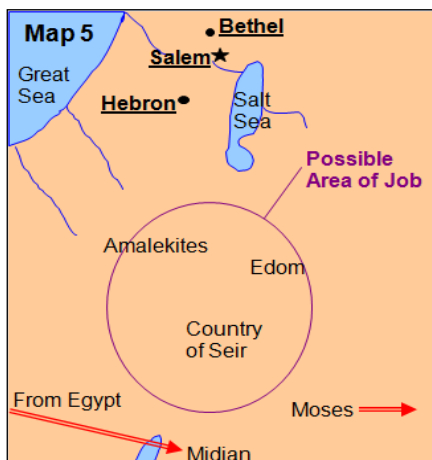 Map 5
Bethel
Great
Sea
Salem
Hebron
Salt
Sea
Possible
Area of Job
Amalekites
Edom
Country
of Seir
From Egypt
Moses
Midian